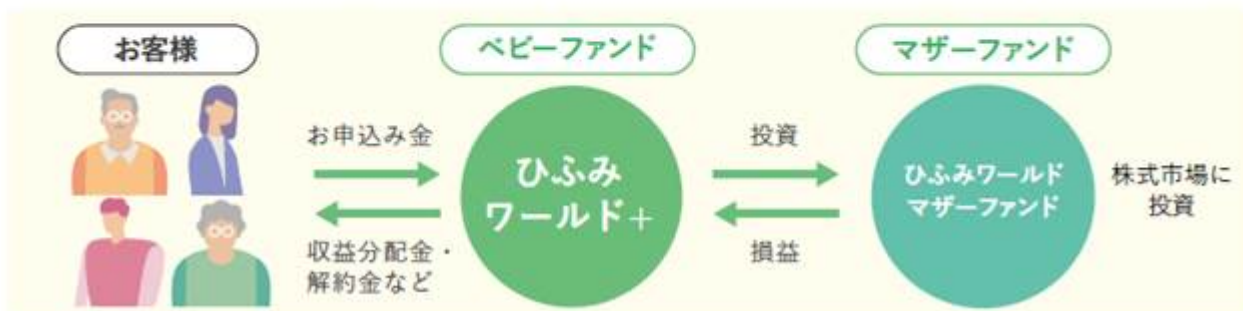 お客様
ベビーファンド
マザーファンド
お申込み金
収益分配金・
解約金など
ひふみ
ワールド+
投資
損益
ひふみワールド
マザーファンド
株式市場に
投資